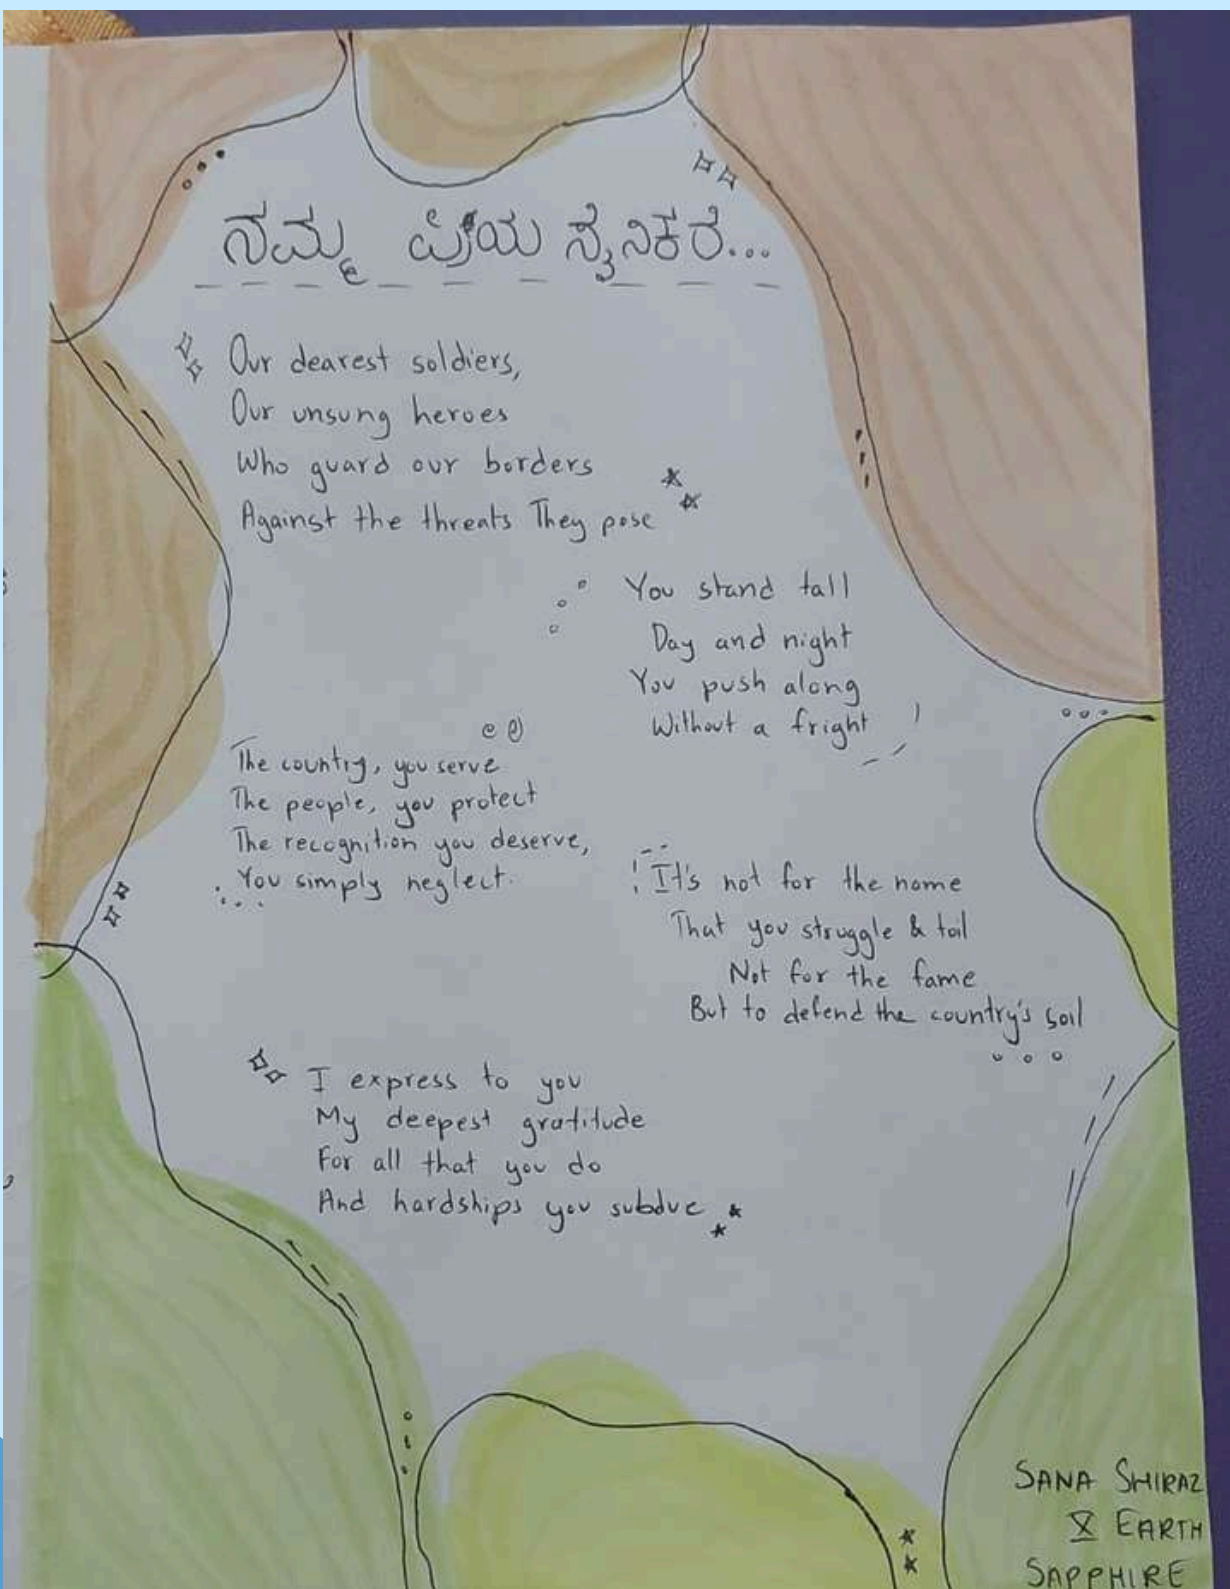 ನಮ್ಮ ಪ್ರಿಯ ಸೈನಿಕರೆ...
Our dearest soldiers,
Our unsung heroes
Who guard our borders
Against the threats They pose
You stand tall
Day and night
You push along
Without a fright
The country, you serve
The people, you protect
The recognition you deserve,
You simply neglect.
It's not for the name
That you struggle & toil
Not for the fame
But to defend the country's soil
I express to you
My deepest gratitude
For all that you do
And hardships you subdue
SANA SHIRAZ
X EARTH
SAPPHIRE